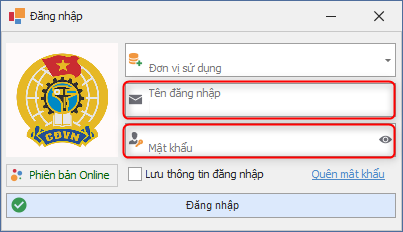 Đăng nhập
Đơn vị sử dụng
Tên đăng nhập
CĐVN
Mật khẩu
Phiên bản Online
Lưu thông tin đăng nhập
Quên mật khẩu
Đăng nhập